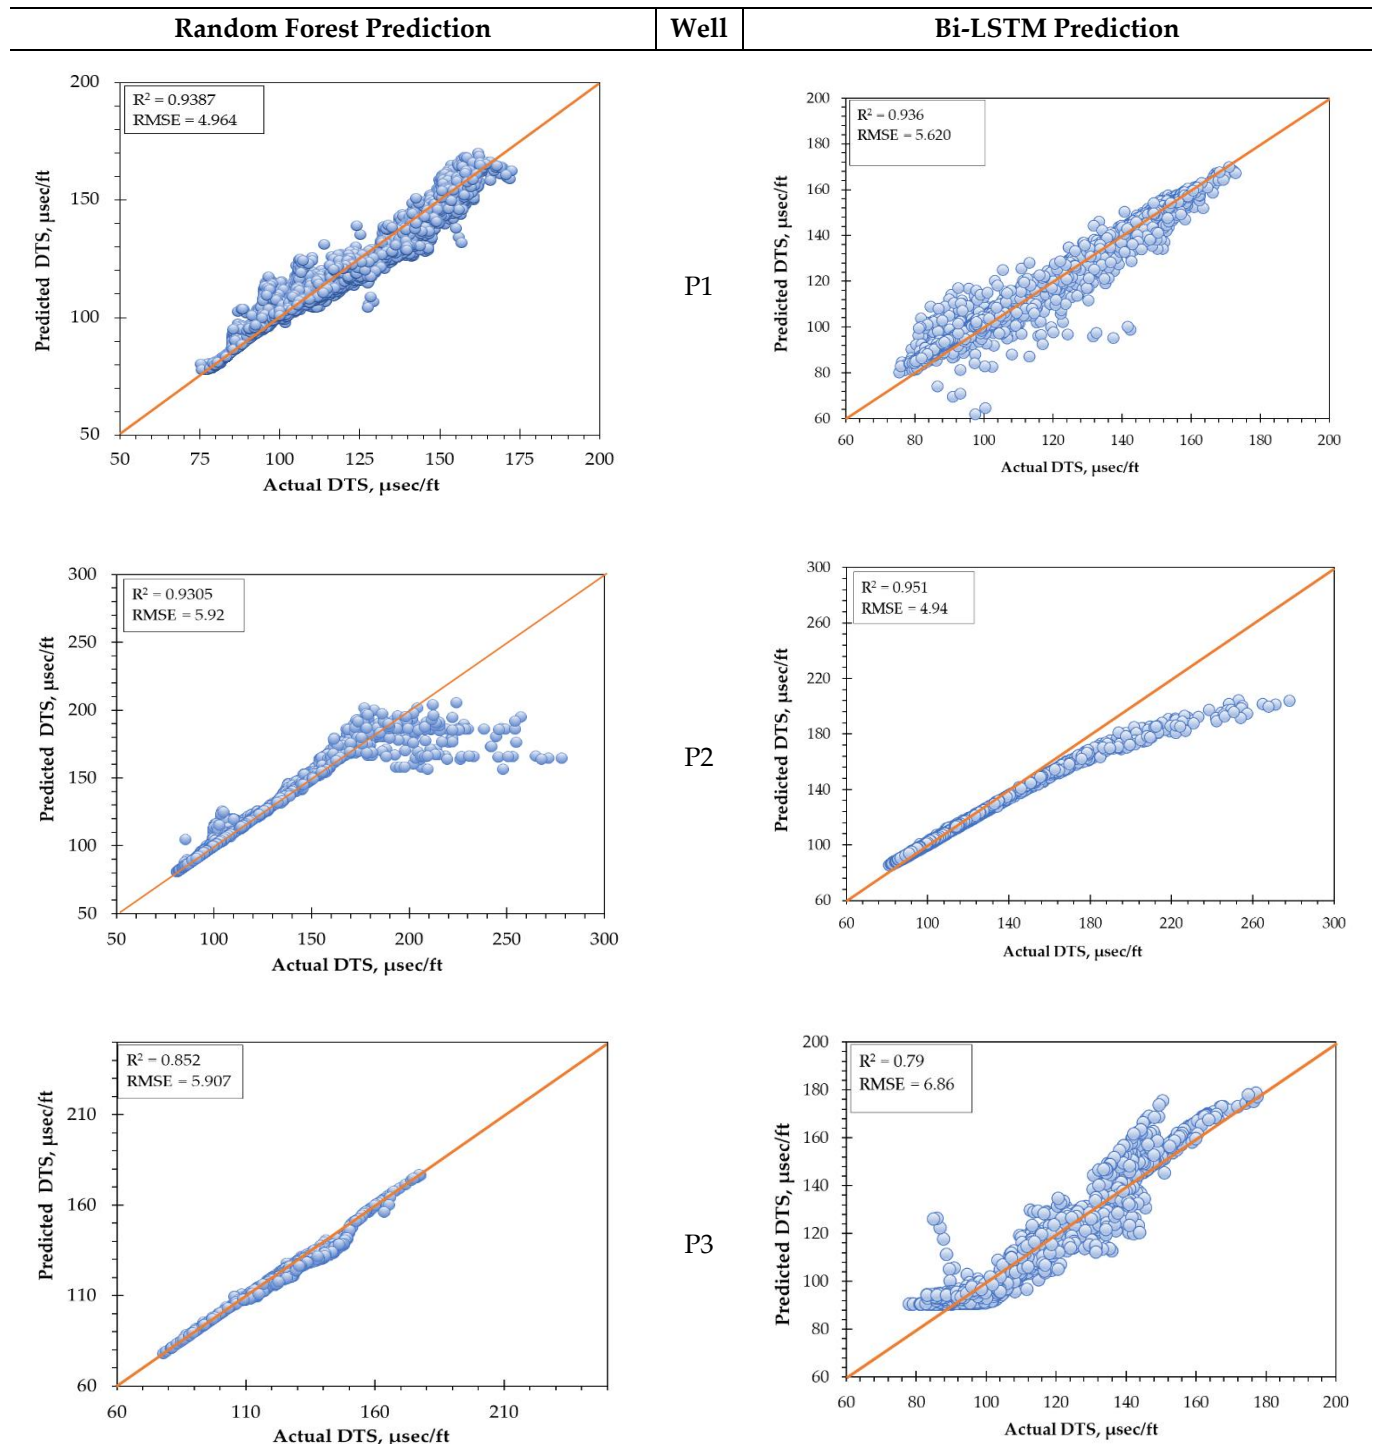 Random Forest Prediction Well Bi-LSTM Prediction
R² = 0.9387
RMSE = 4.964
200
150
100
50
50 75 100 125 150 175 200
Predicted DTS, µsec/ft
Actual DTS, µsec/ft
P1
R² = 0.936
RMSE = 5.620
200
180
160
140
120
100
80
60
60 80 100 120 140 160 180 200
Predicted DTS, µsec/ft
Actual DTS, µsec/ft
R² = 0.9305
RMSE = 5.92
300
250
200
150
100
50
50 100 150 200 250 300
Predicted DTS, µsec/ft
Actual DTS, µsec/ft
P2
R² = 0.951
RMSE = 4.94
300
260
220
180
140
100
60
60 100 140 180 220 260 300
Predicted DTS, µsec/ft
Actual DTS, µsec/ft
R² = 0.852
RMSE = 5.907
210
160
110
60
60 110 160 210
Predicted DTS, µsec/ft
Actual DTS, µsec/ft
P3
R² = 0.79
RMSE = 6.86
200
180
160
140
120
100
80
60
60 80 100 120 140 160 180 200
Predicted DTS, µsec/ft
Actual DTS, µsec/ft